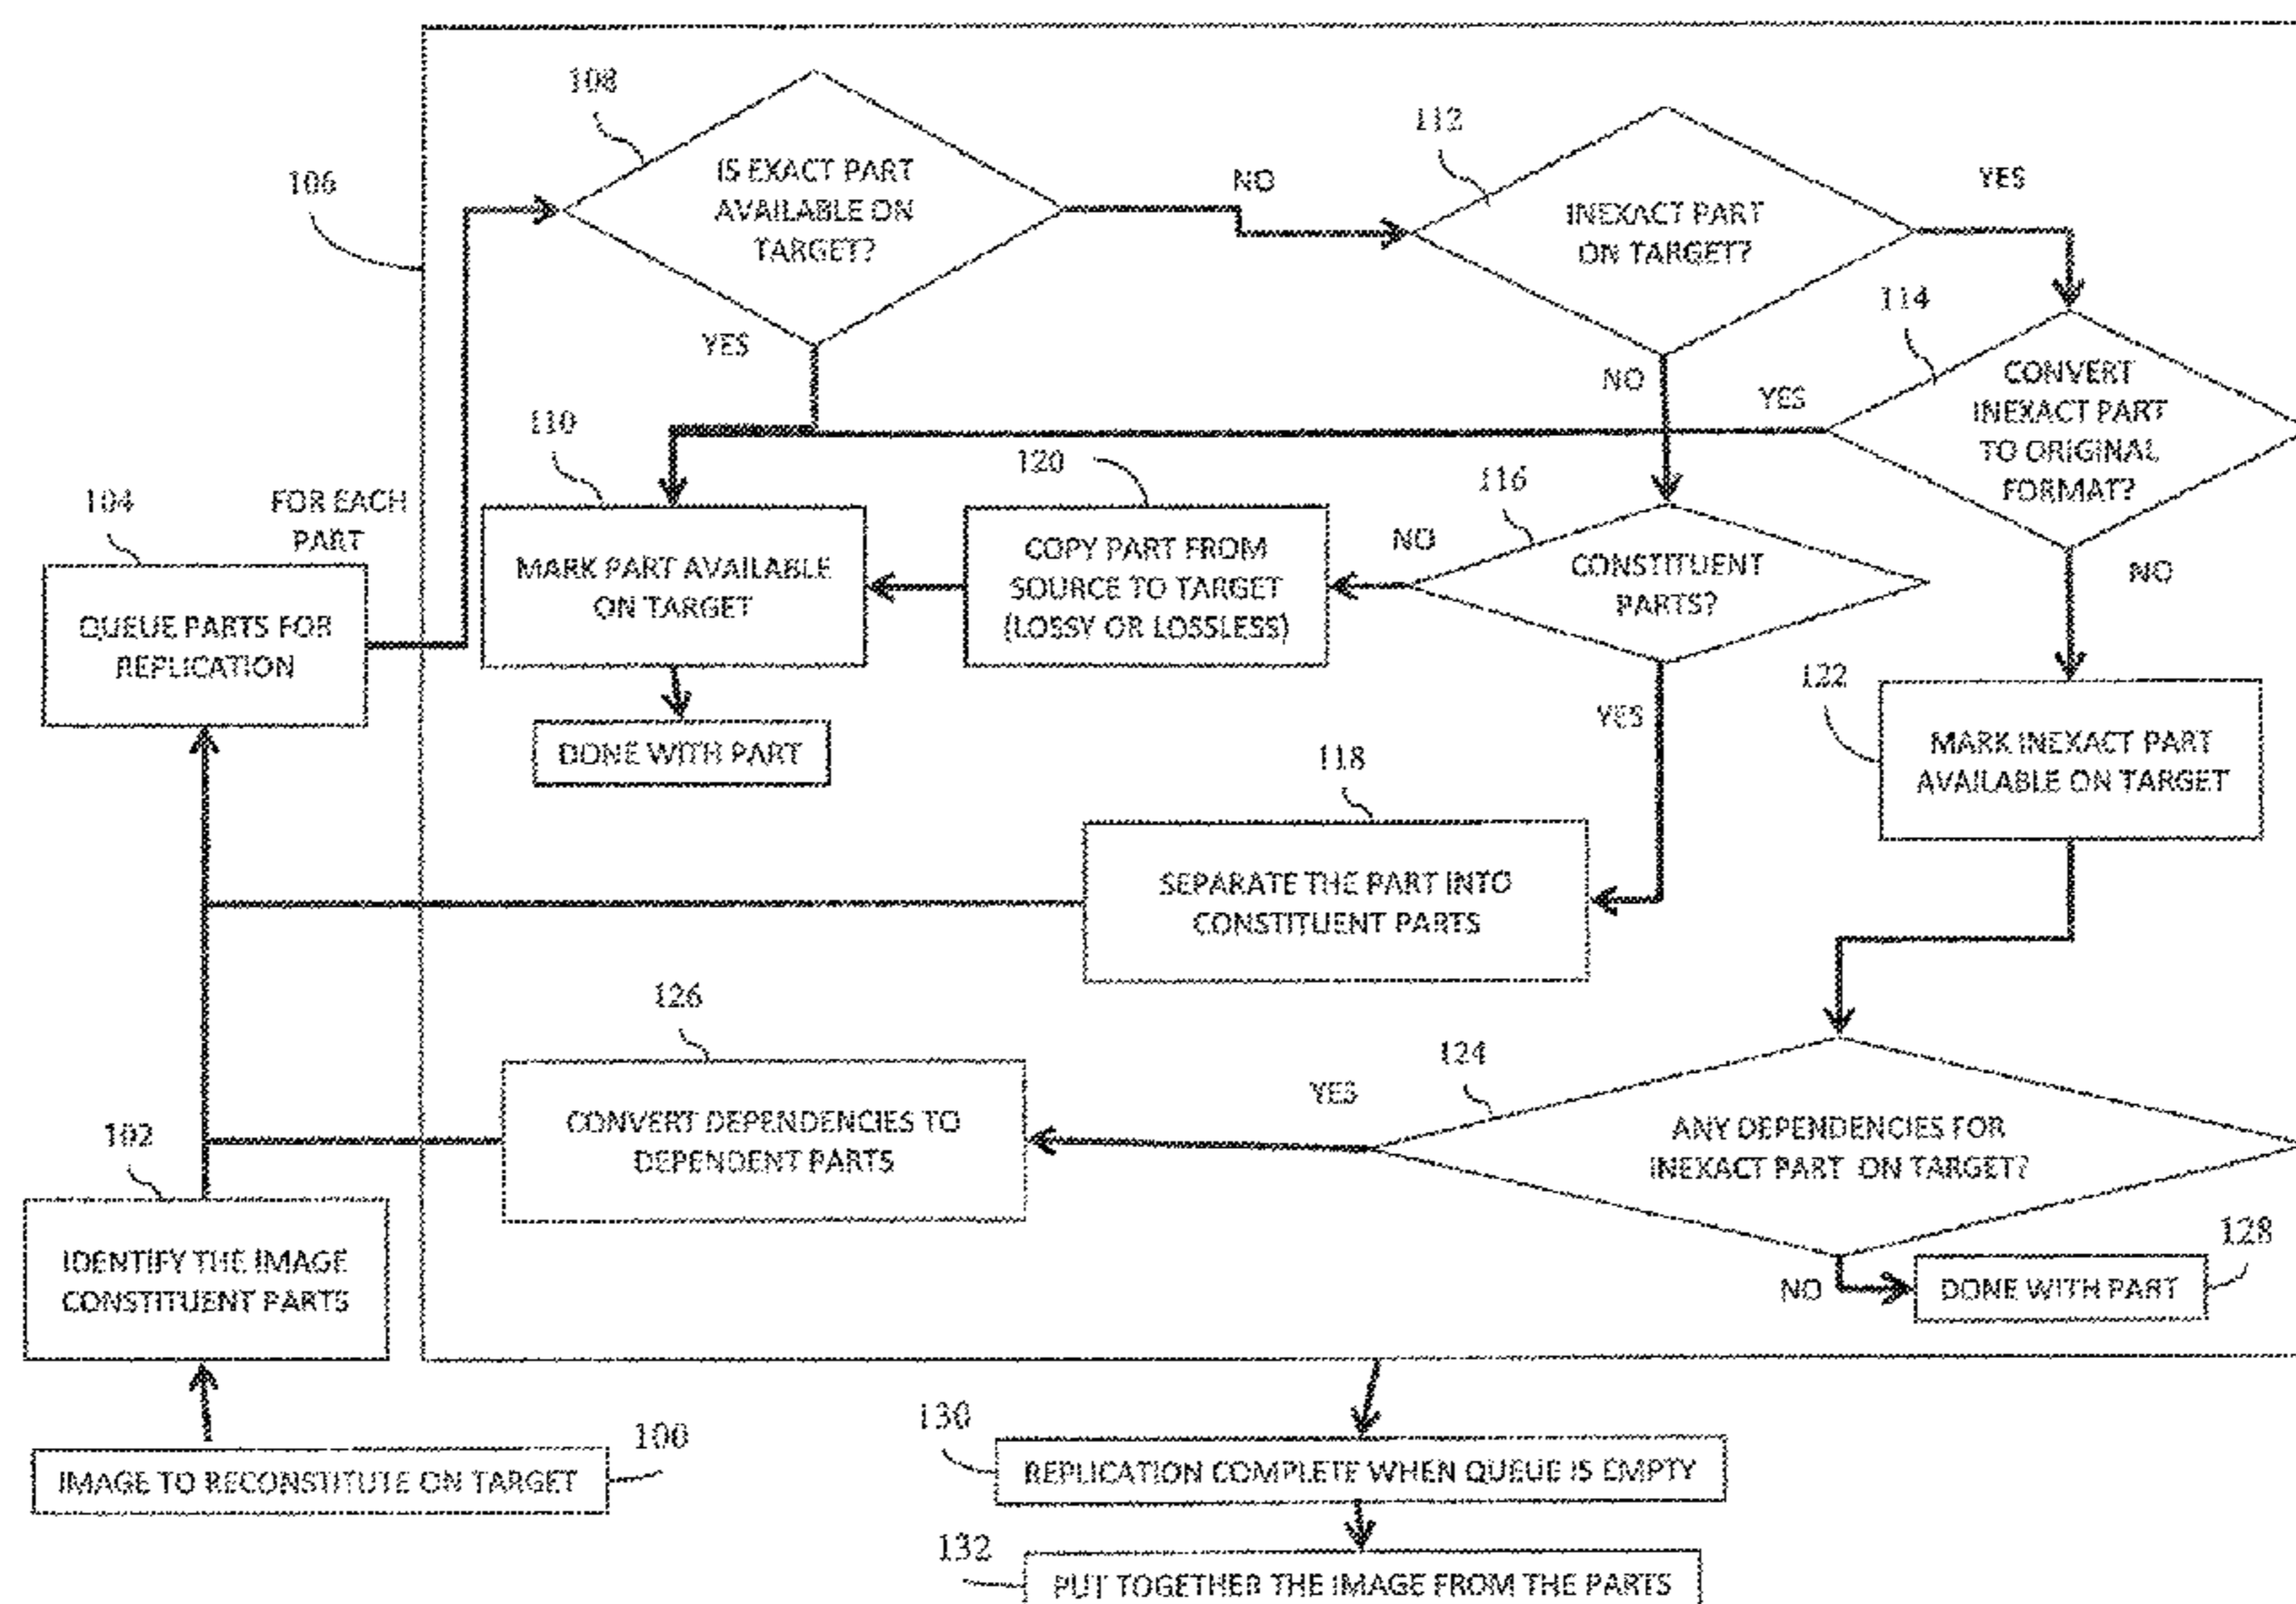 108
IS EXACT PART
AVAILABLE ON
TARGET?
NO
YES
106
112
INEXACT PART
ON TARGET?
YES
NO
114
CONVERT
INEXACT PART
TO ORIGINAL
FORMAT?
YES
NO
104
FOR EACH
PART
QUEUE PARTS FOR
REPLICATION
110
MARK PART AVAILABLE
ON TARGET
DONE WITH PART
120
COPY PART FROM
SOURCE TO TARGET
(LOSSY OR LOSSLESS)
116
NO
CONSTITUENT
PARTS?
YES
122
MARK INEXACT PART
AVAILABLE ON TARGET
118
SEPARATE THE PART INTO
CONSTITUENT PARTS
126
CONVERT DEPENDENCIES TO
DEPENDENT PARTS
124
YES
ANY DEPENDENCIES FOR
INEXACT PART ON TARGET?
NO
128
DONE WITH PART
102
IDENTIFY THE IMAGE
CONSTITUENT PARTS
100
IMAGE TO RECONSTITUTE ON TARGET
130
REPLICATION COMPLETE WHEN QUEUE IS EMPTY
132
PUT TOGETHER THE IMAGE FROM THE PARTS